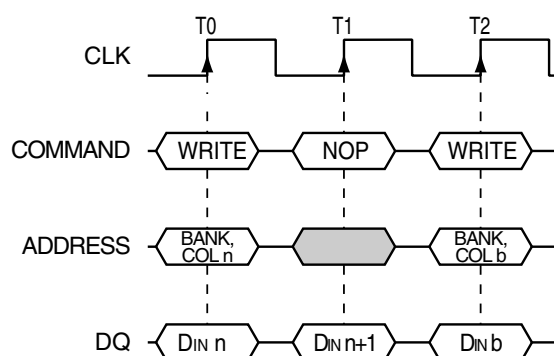 T0 T1 T2
CLK
COMMAND WRITE NOP WRITE
ADDRESS BANK, COL n BANK, COL b
DQ DIN n DIN n+1 DIN b